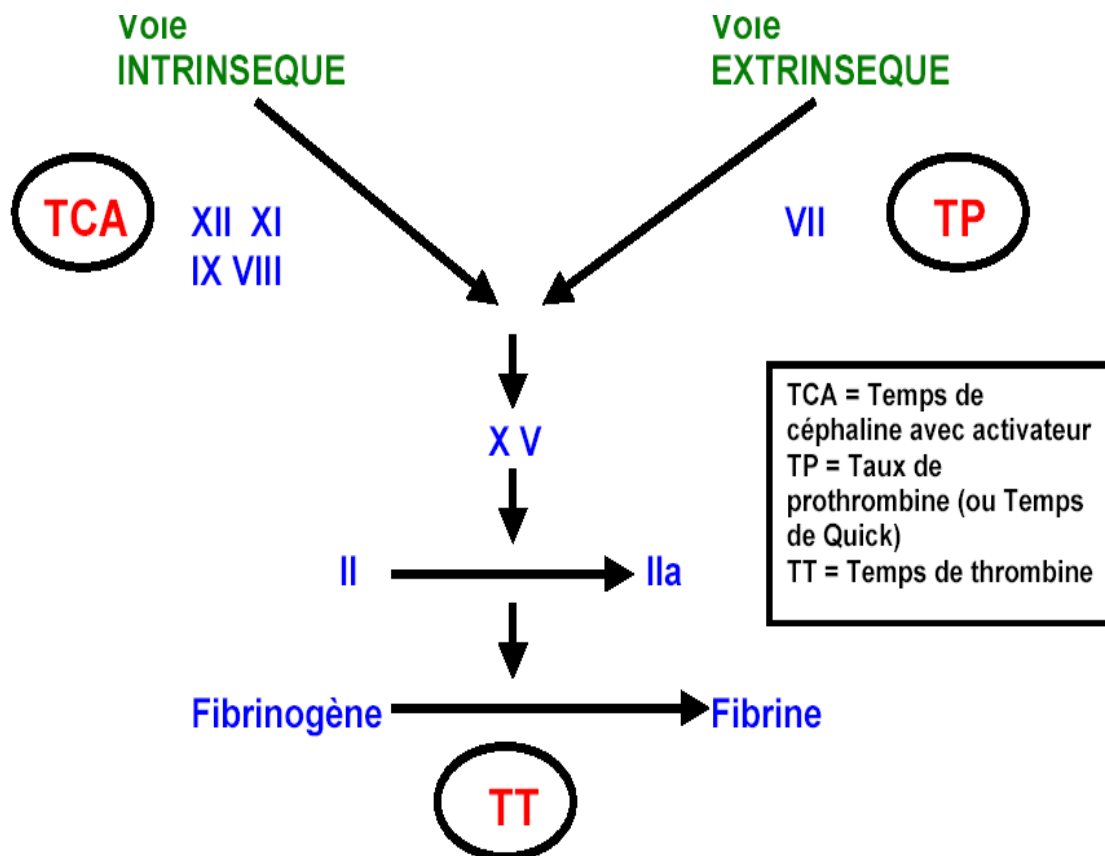 Voie
INTRINSEQUE
Voie
EXTRINSEQUE
TCA
XII XI
IX VIII
VII
TP
X V
II
IIa
Fibrinogène
Fibrine
TT
TCA = Temps de
céphaline avec activateur
TP = Taux de
prothrombine (ou Temps
de Quick)
TT = Temps de thrombine